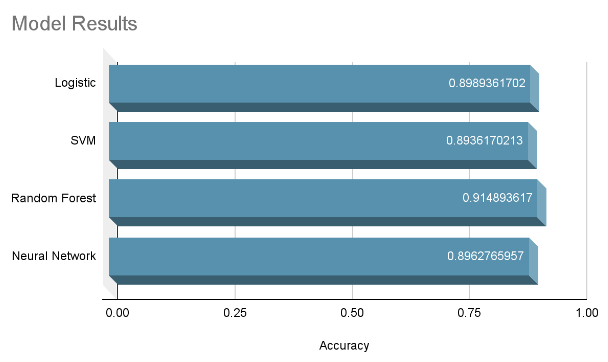 Model Results
Logistic
0.8989361702
SVM
0.8936170213
Random Forest
0.914893617
Neural Network
0.8962765957
0.00 0.25 0.50 0.75 1.00
Accuracy